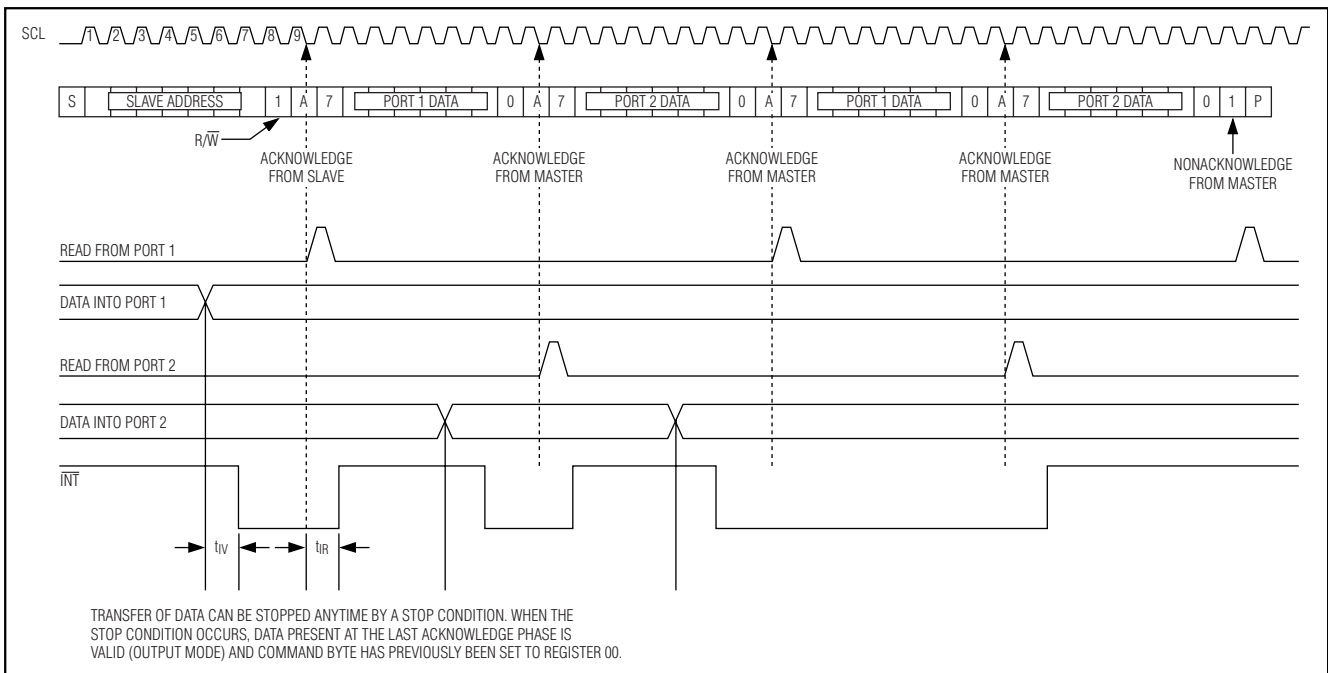 SCL 1 2 3 4 5 6 7 8 9
S SLAVE ADDRESS 1 A 7 PORT 1 DATA 0 A 7 PORT 2 DATA 0 A 7 PORT 1 DATA 0 A 7 PORT 2 DATA 0 1 P
R/W̅
ACKNOWLEDGE
FROM SLAVE
ACKNOWLEDGE
FROM MASTER
ACKNOWLEDGE
FROM MASTER
ACKNOWLEDGE
FROM MASTER
NONACKNOWLEDGE
FROM MASTER
READ FROM PORT 1
DATA INTO PORT 1
READ FROM PORT 2
DATA INTO PORT 2
I̅N̅T̅
tIV tIR
TRANSFER OF DATA CAN BE STOPPED ANYTIME BY A STOP CONDITION. WHEN THE
STOP CONDITION OCCURS, DATA PRESENT AT THE LAST ACKNOWLEDGE PHASE IS
VALID (OUTPUT MODE) AND COMMAND BYTE HAS PREVIOUSLY BEEN SET TO REGISTER 00.